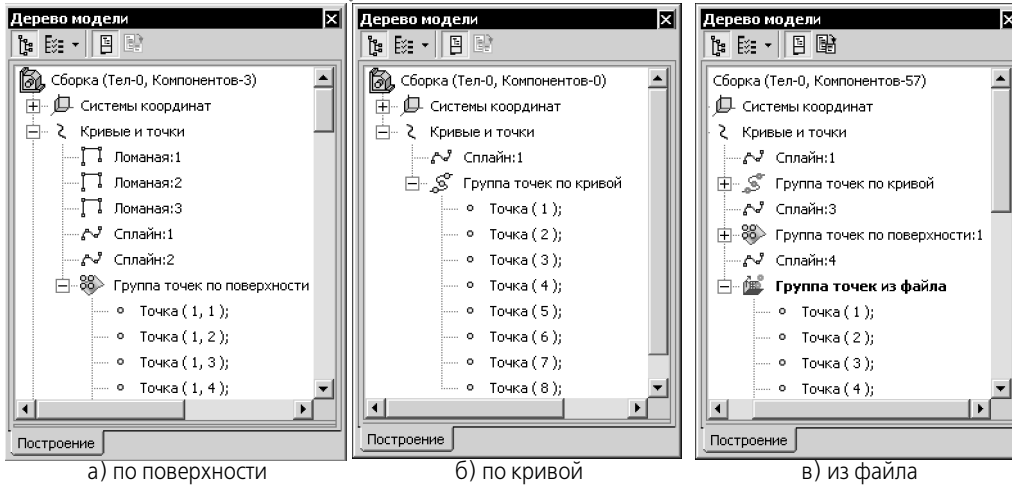 Дерево модели
Сборка (Тел-0, Компонентов-3)
Системы координат
Кривые и точки
Ломаная:1
Ломаная:2
Ломаная:3
Сплайн:1
Сплайн:2
Группа точек по поверхности
Точка ( 1, 1 );
Точка ( 1, 2 );
Точка ( 1, 3 );
Точка ( 1, 4 );
Построение
а) по поверхности
Дерево модели
Сборка (Тел-0, Компонентов-0)
Системы координат
Кривые и точки
Сплайн:1
Группа точек по кривой
Точка ( 1 );
Точка ( 2 );
Точка ( 3 );
Точка ( 4 );
Точка ( 5 );
Точка ( 6 );
Точка ( 7 );
Точка ( 8 );
Построение
б) по кривой
Дерево модели
Сборка (Тел-0, Компонентов-57)
Системы координат
Кривые и точки
Сплайн:1
Группа точек по кривой
Сплайн:3
Группа точек по поверхности:1
Сплайн:4
Группа точек из файла
Точка ( 1 );
Точка ( 2 );
Точка ( 3 );
Точка ( 4 );
Построение
в) из файла